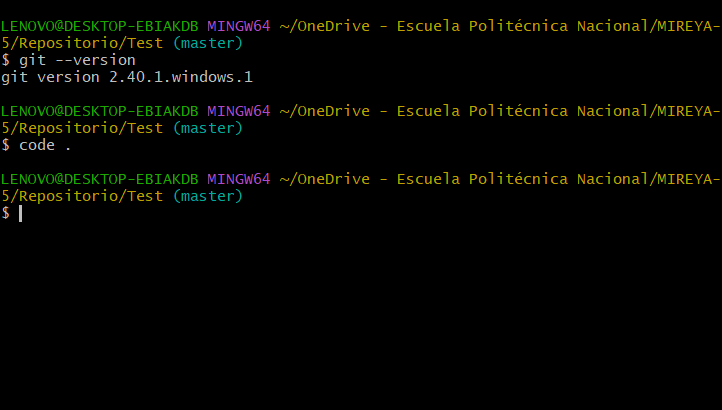 LENOVO@DESKTOP-EBIAKDB MINGW64 ~/OneDrive - Escuela Politécnica Nacional/MIREYA-
5/Repositorio/Test (master)
$ git --version
git version 2.40.1.windows.1
LENOVO@DESKTOP-EBIAKDB MINGW64 ~/OneDrive - Escuela Politécnica Nacional/MIREYA-
5/Repositorio/Test (master)
$ code .
LENOVO@DESKTOP-EBIAKDB MINGW64 ~/OneDrive - Escuela Politécnica Nacional/MIREYA-
5/Repositorio/Test (master)
$